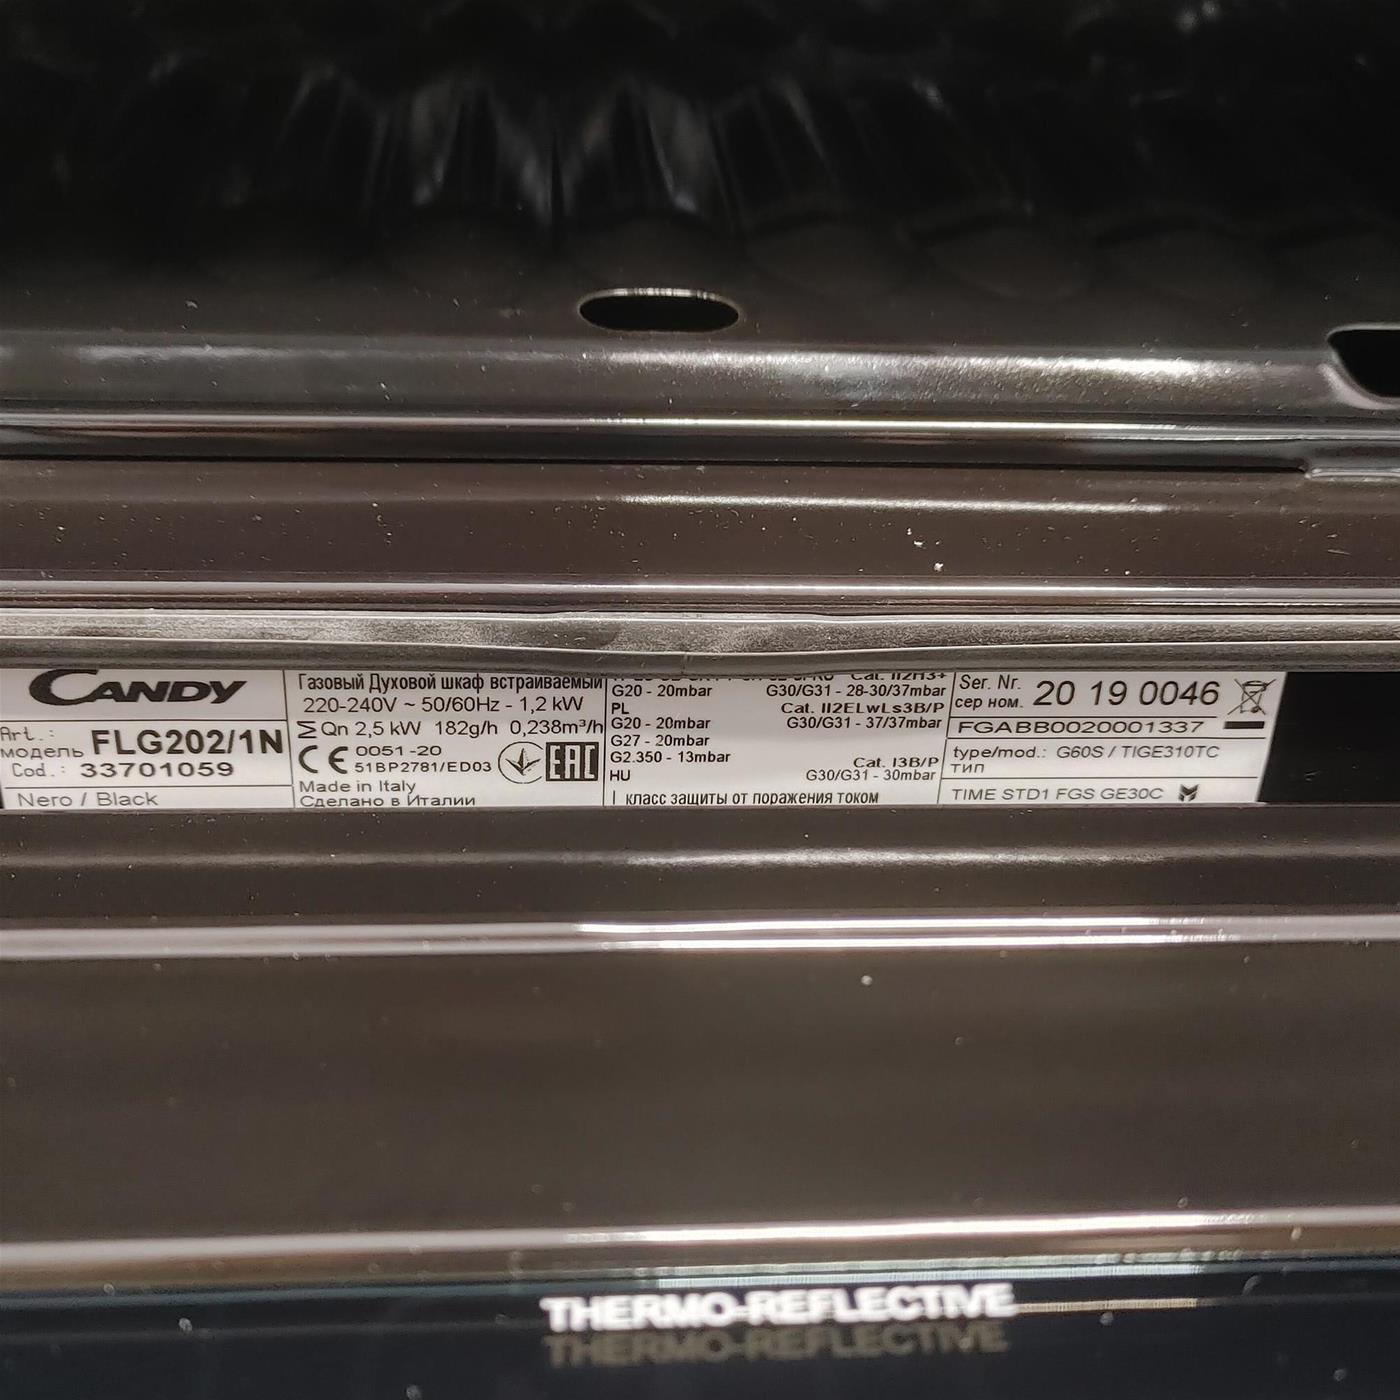 CANDY
Art.:
модель FLG202/1N
Cod.: 33701059
Nero / Black
Газовый Духовой шкаф встраиваемый
220-240V ~ 50/60Hz - 1,2 kW
Σ Qn 2,5 kW 182g/h 0,238m³/h
CE 0051 -20
51BP2781/ED03 EAC
Made in Italy
Сделано в Италии
Cat. II2H3+
G20 - 20mbar G30/G31 - 28-30/37mbar
PL Cat. II2ELwLs3B/P
G20 - 20mbar G30/G31 - 37/37mbar
G27 - 20mbar
G2.350 - 13mbar Cat. I3B/P
HU G30/G31 - 30mbar
I класс защиты от поражения током
Ser. Nr.
сер ном. 20 19 0046
FGABB0020001337
type/mod.: G60S / TIGE310TC
тип
TIME STD1 FGS GE30C
THERMO-REFLECTIVE
THERMO-REFLECTIVE